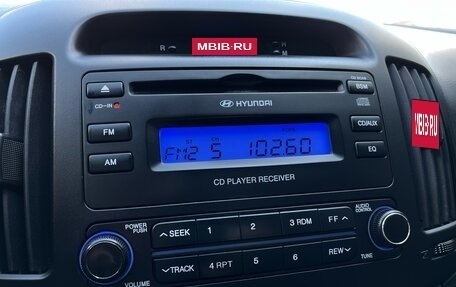 R
MBIB·RU
H
M
CD-IN
HYUNDAI
BSM
FM
CD/AUX
ST CH
FM2 5 102.60
AM
EQ
MBIB·RU
CD PLAYER RECEIVER
POWER
PUSH
SEEK
1
2
3 RDM
FF
AUDIO
CONTROL
TRACK
4 RPT
5
6
REW
VOLUME
TUNE